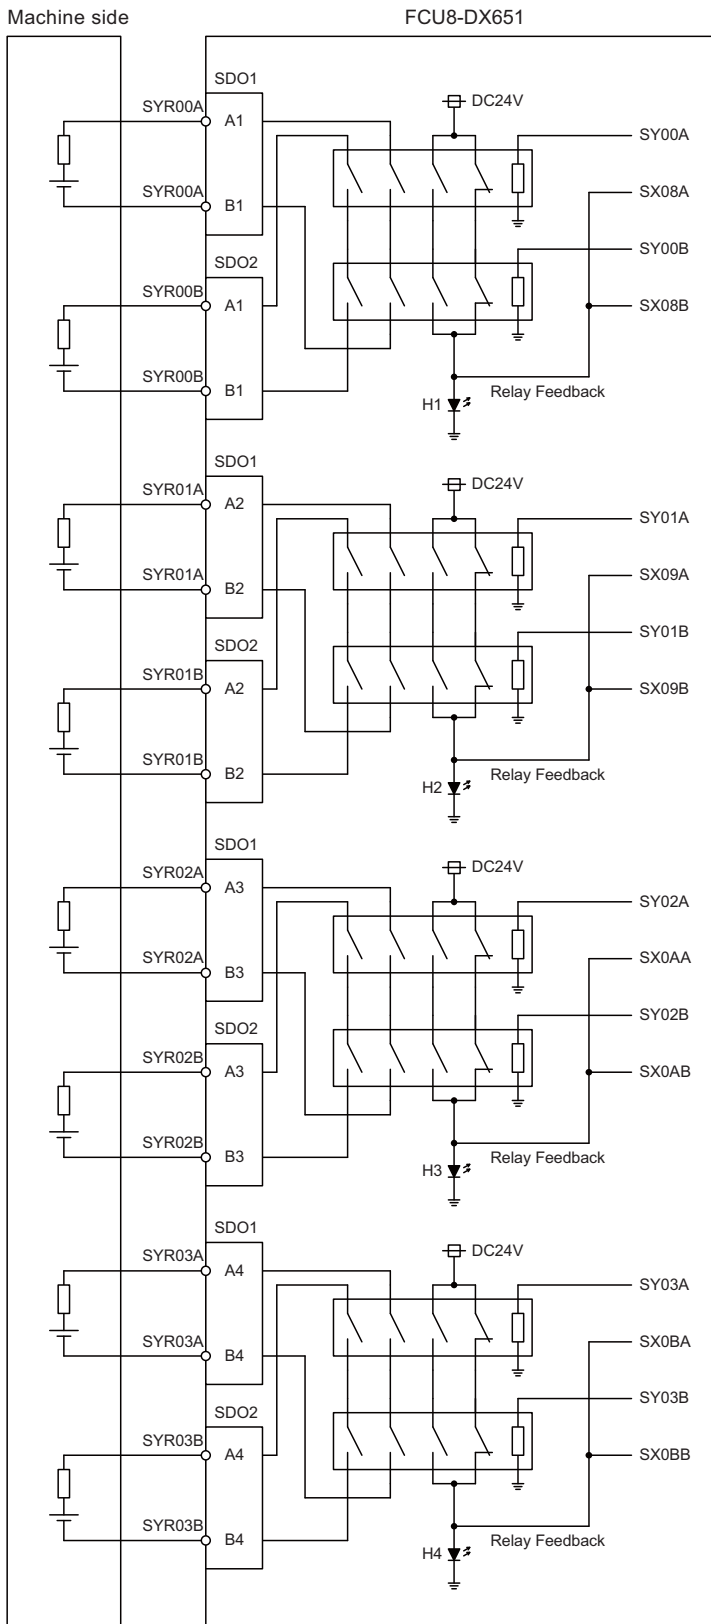 Machine side
FCU8-DX651
SDO1
DC24V
SYR00A
A1
SY00A
SX08A
SYR00A
B1
SY00B
SDO2
SYR00B
A1
SX08B
SYR00B
B1
Relay Feedback
H1
SDO1
DC24V
SYR01A
A2
SY01A
SX09A
SYR01A
B2
SY01B
SDO2
SYR01B
A2
SX09B
SYR01B
B2
Relay Feedback
H2
SDO1
DC24V
SYR02A
A3
SY02A
SX0AA
SYR02A
B3
SY02B
SDO2
SYR02B
A3
SX0AB
SYR02B
B3
Relay Feedback
H3
SDO1
DC24V
SYR03A
A4
SY03A
SX0BA
SYR03A
B4
SY03B
SDO2
SYR03B
A4
SX0BB
SYR03B
B4
Relay Feedback
H4